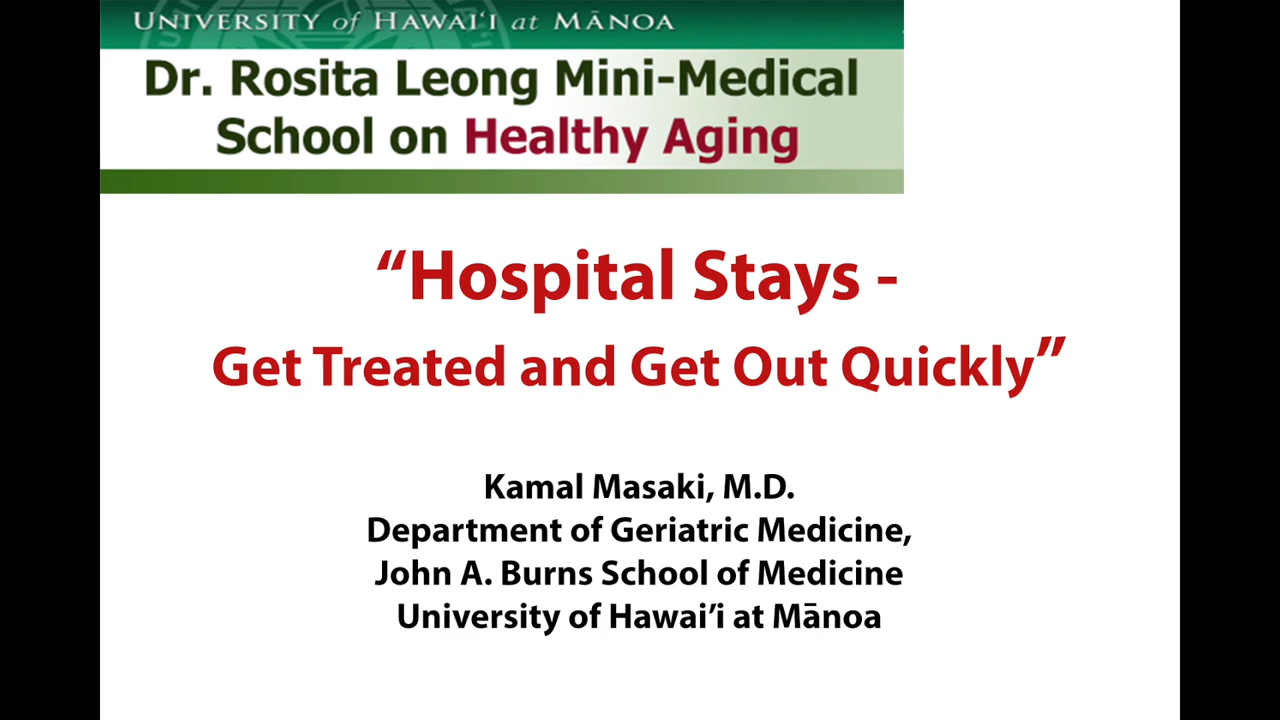 UNIVERSITY of HAWAIʻI at MĀNOA
Dr. Rosita Leong Mini-Medical
School on Healthy Aging
“Hospital Stays -
Get Treated and Get Out Quickly”
Kamal Masaki, M.D.
Department of Geriatric Medicine,
John A. Burns School of Medicine
University of Hawai’i at Mānoa